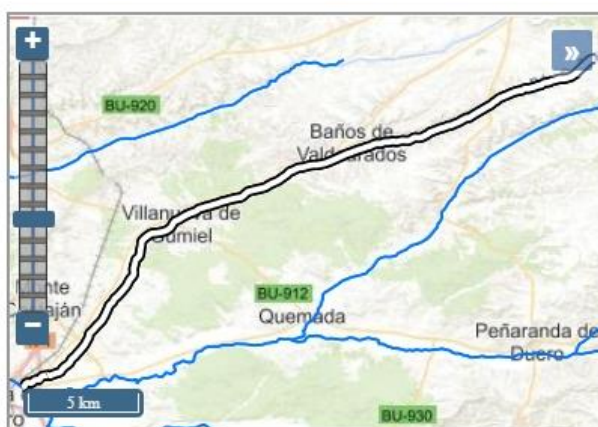 +
»
BU-920
Baños de
Valdearados
Villanueva de
Gumiel
BU-912
Quemada
Peñaranda de
Duero
−
5 km
BU-930